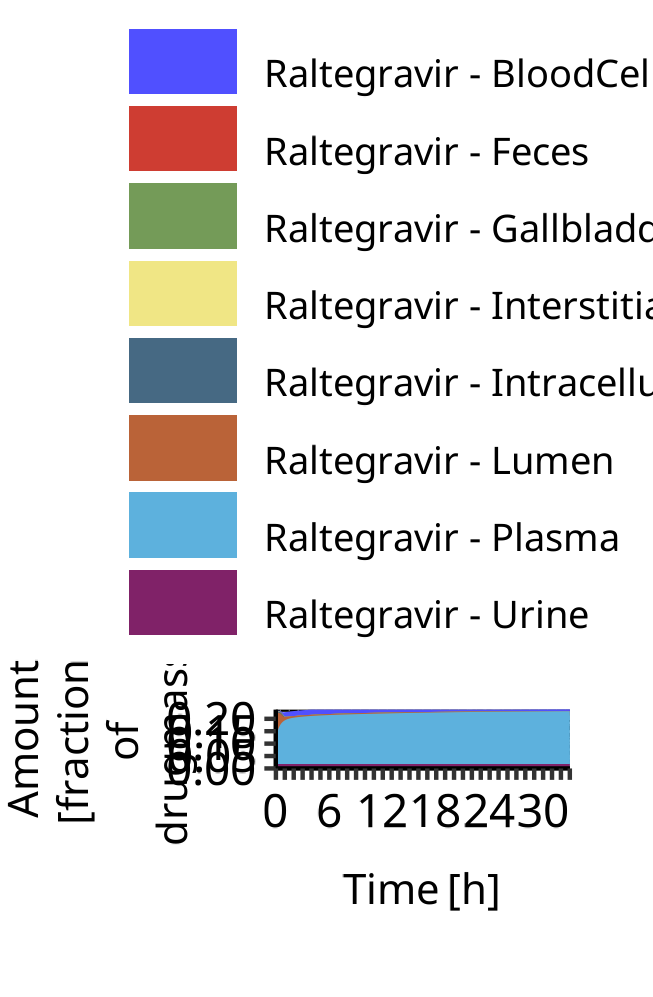 Raltegravir - BloodCel
Raltegravir - Feces
Raltegravir - Gallbladd
Raltegravir - Interstitia
Raltegravir - Intracellu
Raltegravir - Lumen
Raltegravir - Plasma
Raltegravir - Urine
Amount
[fraction
of
drugmass
0.20
0.00
0 6 12 18 24 30
Time [h]